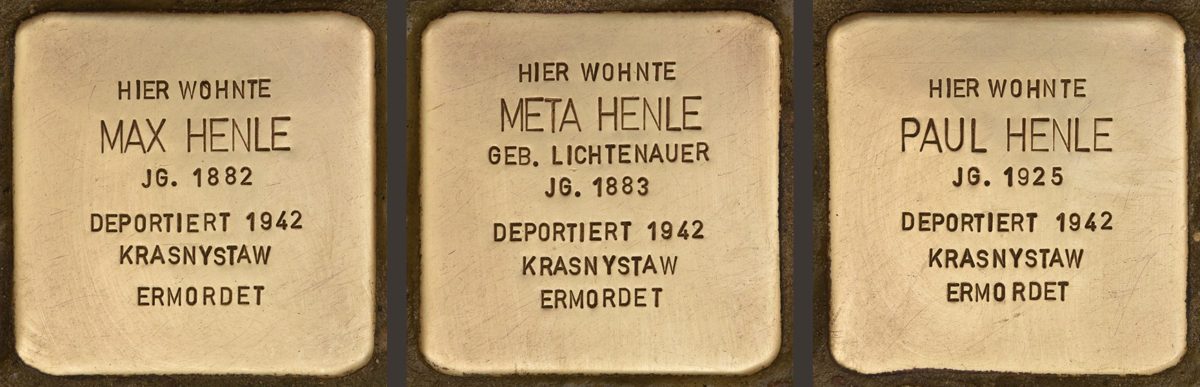 HIER WOHNTE
MAX HENLE
JG. 1882
DEPORTIERT 1942
KRASNYSTAW
ERMORDET
HIER WOHNTE
META HENLE
GEB. LICHTENAUER
JG. 1883
DEPORTIERT 1942
KRASNYSTAW
ERMORDET
HIER WOHNTE
PAUL HENLE
JG. 1925
DEPORTIERT 1942
KRASNYSTAW
ERMORDET